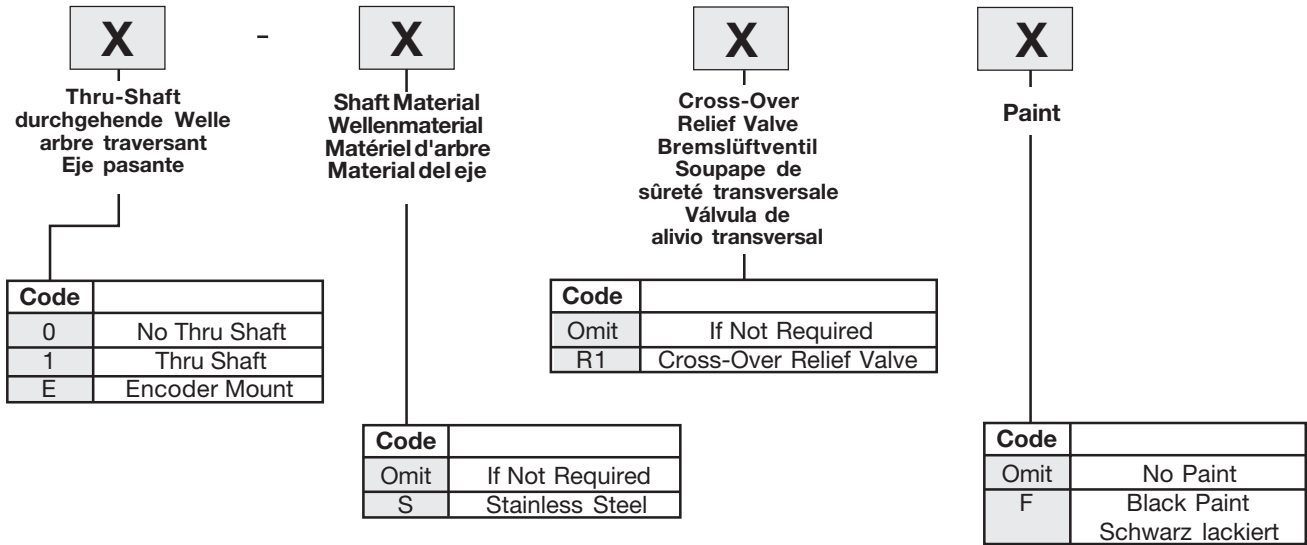 X - X X X
Thru-Shaft
durchgehende Welle
arbre traversant
Eje pasante
Shaft Material
Wellenmaterial
Matériel d'arbre
Material del eje
Cross-Over
Relief Valve
Bremslüftventil
Soupape de
sûreté transversale
Válvula de
alivio transversal
Paint
Code
0 No Thru Shaft
1 Thru Shaft
E Encoder Mount
Code
Omit If Not Required
S Stainless Steel
Code
Omit If Not Required
R1 Cross-Over Relief Valve
Code
Omit No Paint
F Black Paint
Schwarz lackiert